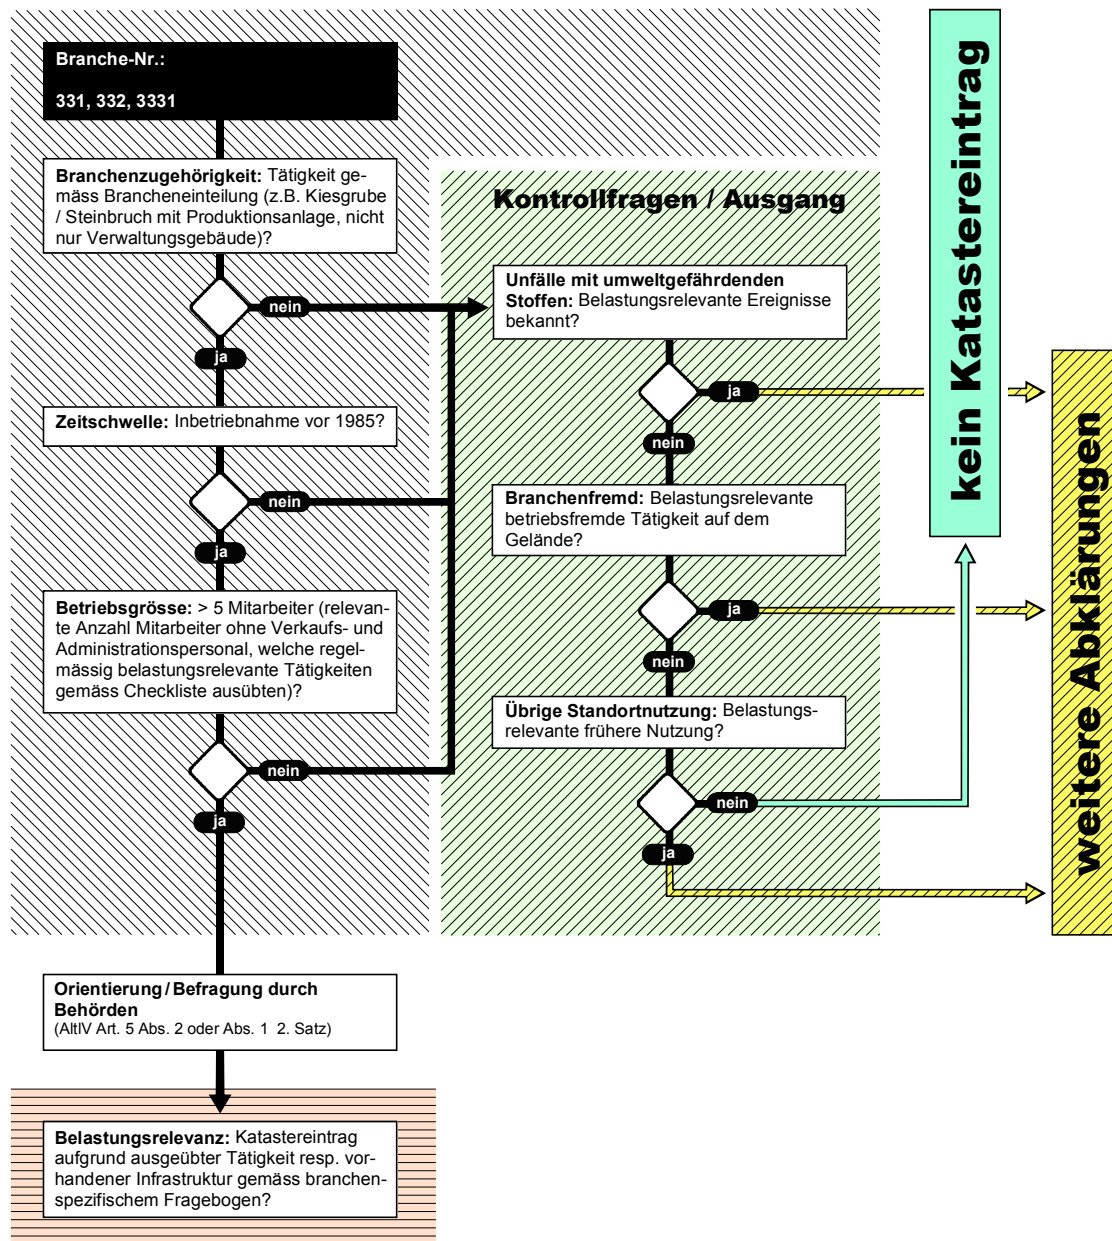 Branche-Nr.:
331, 332, 3331
Branchenzugehörigkeit: Tätigkeit ge-
mäss Brancheneinteilung (z.B. Kiesgrube
/ Steinbruch mit Produktionsanlage, nicht
nur Verwaltungsgebäude)?
nein
ja
Zeitschwelle: Inbetriebnahme vor 1985?
nein
ja
Betriebsgrösse: > 5 Mitarbeiter (relevan-
te Anzahl Mitarbeiter ohne Verkaufs- und
Administrationspersonal, welche regel-
mässig belastungsrelevante Tätigkeiten
gemäss Checkliste ausübten)?
nein
ja
Orientierung / Befragung durch
Behörden
(AltlV Art. 5 Abs. 2 oder Abs. 1 2. Satz)
Belastungsrelevanz: Katastereintrag
aufgrund ausgeübter Tätigkeit resp. vor-
handener Infrastruktur gemäss branchen-
spezifischem Fragebogen?
Kontrollfragen / Ausgang
Unfälle mit umweltgefährdenden
Stoffen: Belastungsrelevante Ereignisse
bekannt?
ja
nein
Branchenfremd: Belastungsrelevante
betriebsfremde Tätigkeit auf dem
Gelände?
ja
nein
Übrige Standortnutzung: Belastungs-
relevante frühere Nutzung?
nein
ja
kein Katastereintrag
weitere Abklärungen